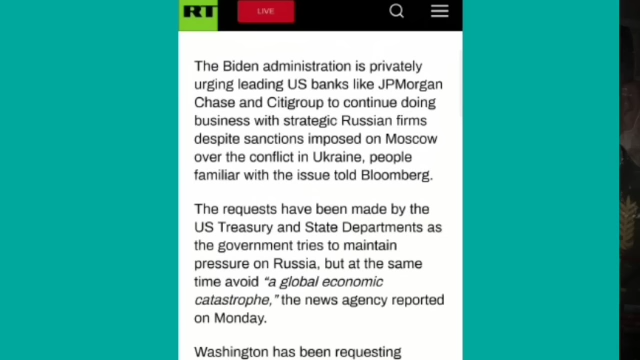 RT
LIVE
The Biden administration is privately
urging leading US banks like JPMorgan
Chase and Citigroup to continue doing
business with strategic Russian firms
despite sanctions imposed on Moscow
over the conflict in Ukraine, people
familiar with the issue told Bloomberg.
The requests have been made by the
US Treasury and State Departments as
the government tries to maintain
pressure on Russia, but at the same
time avoid “a global economic
catastrophe,” the news agency reported
on Monday.
Washington has been requesting